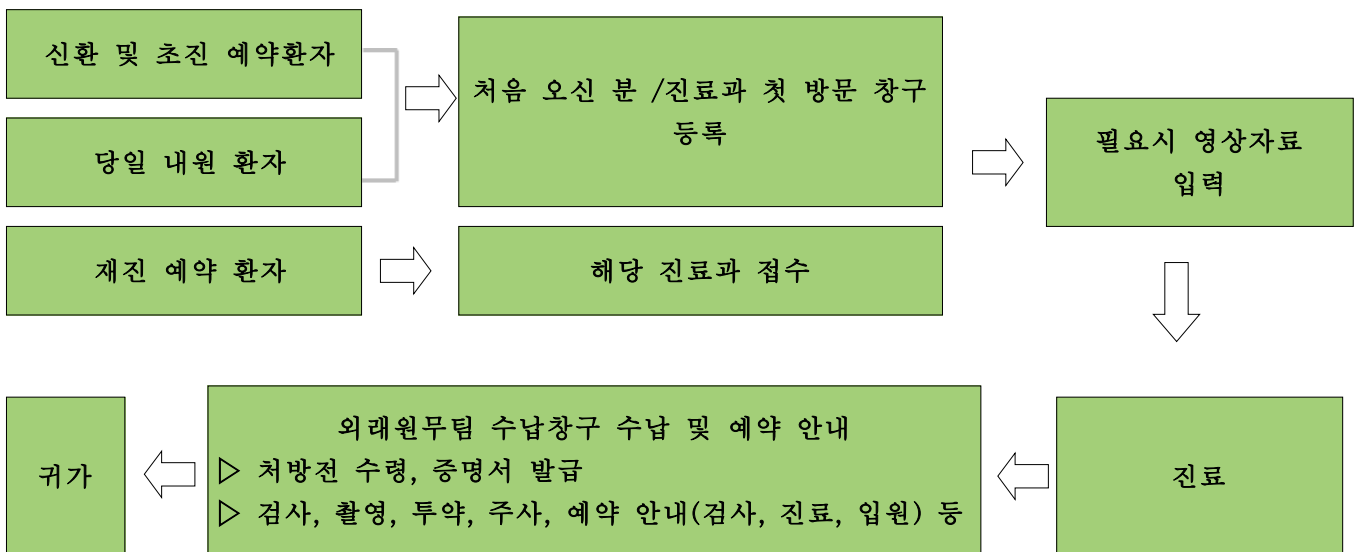 신환 및 초진 예약환자
당일 내원 환자
처음 오신 분 /진료과 첫 방문 창구
등록
필요시 영상자료
입력
재진 예약 환자
해당 진료과 접수
진료
외래원무팀 수납창구 수납 및 예약 안내
▷ 처방전 수령, 증명서 발급
▷ 검사, 촬영, 투약, 주사, 예약 안내(검사, 진료, 입원) 등
귀가